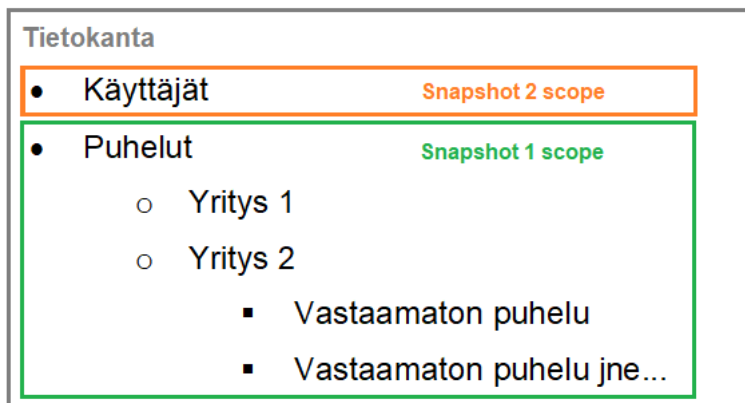 Tietokanta
● Käyttäjät Snapshot 2 scope
● Puhelut Snapshot 1 scope
○ Yritys 1
○ Yritys 2
▪ Vastaamaton puhelu
▪ Vastaamaton puhelu jne...